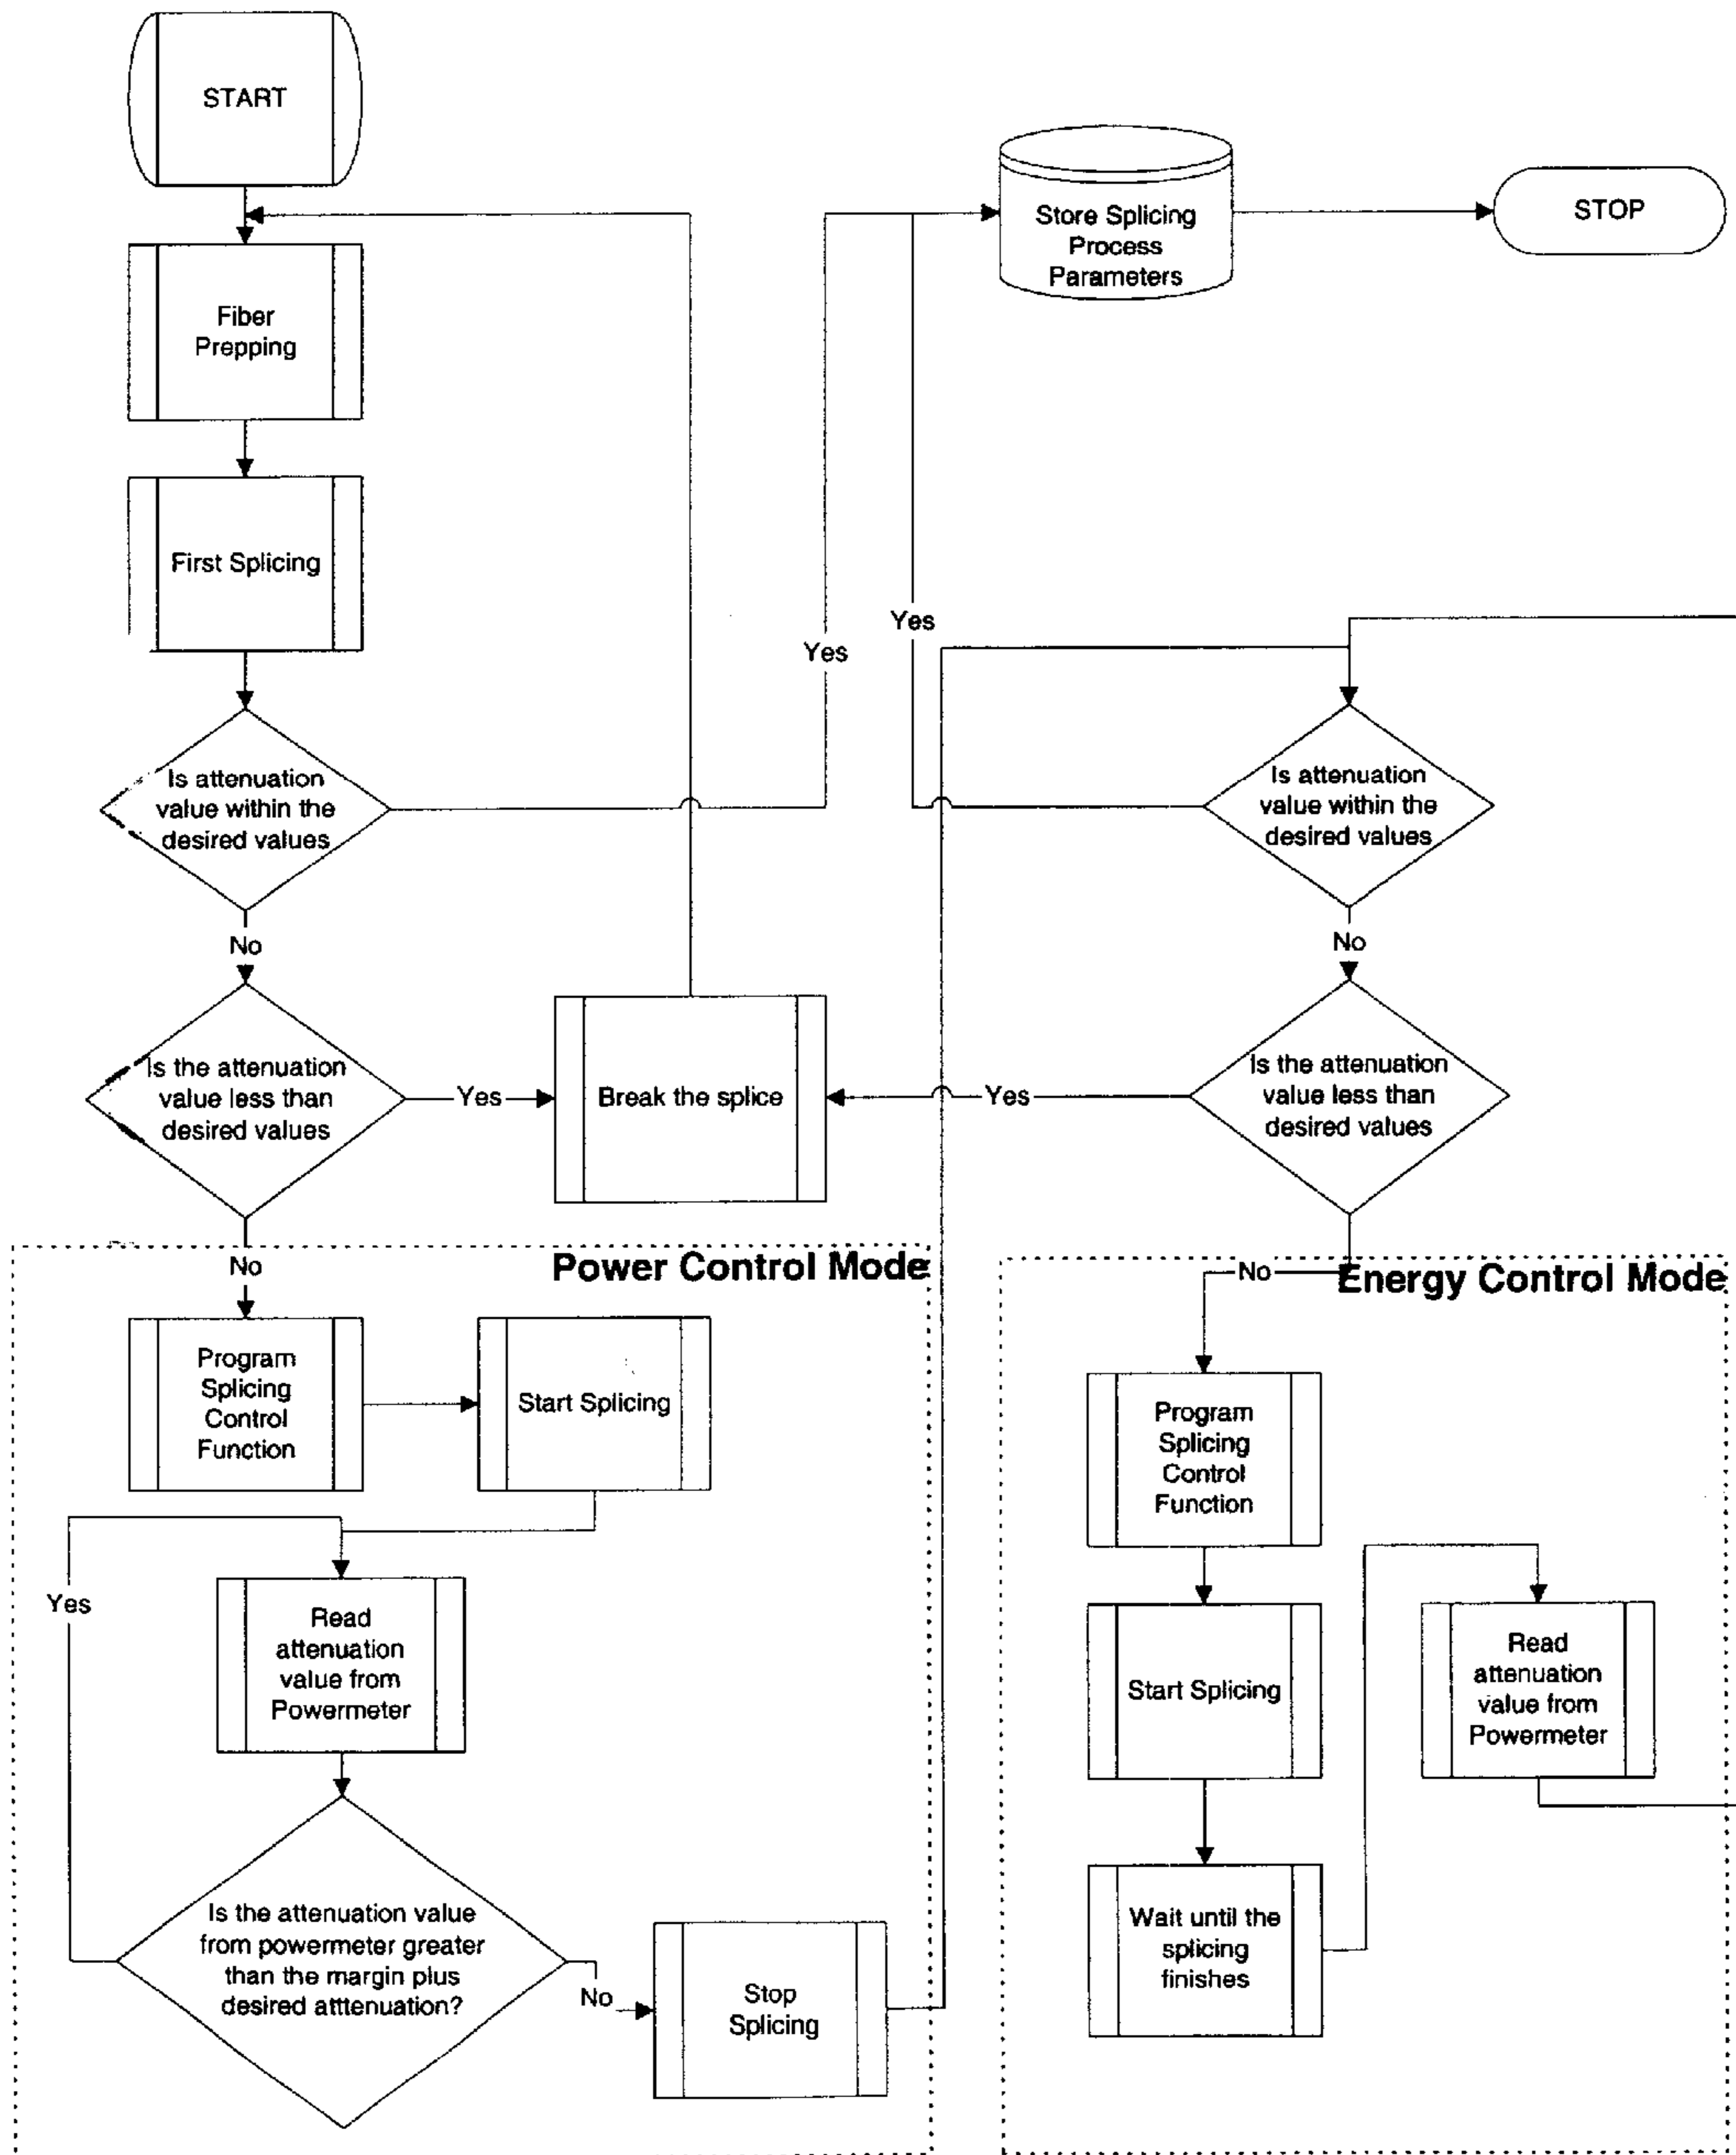 START
Fiber
Prepping
First Splicing
Is attenuation
value within the
desired values
Yes
No
Is the attenuation
value less than
desired values
Yes
Break the splice
No
Power Control Mode
Program
Splicing
Control
Function
Start Splicing
Read
attenuation
value from
Powermeter
Yes
Is the attenuation value
from powermeter greater
than the margin plus
desired atttenuation?
No
Stop
Splicing
Store Splicing
Process
Parameters
STOP
Yes
Is attenuation
value within the
desired values
No
Is the attenuation
value less than
desired values
Yes
No
Energy Control Mode
Program
Splicing
Control
Function
Start Splicing
Wait until the
splicing
finishes
Read
attenuation
value from
Powermeter